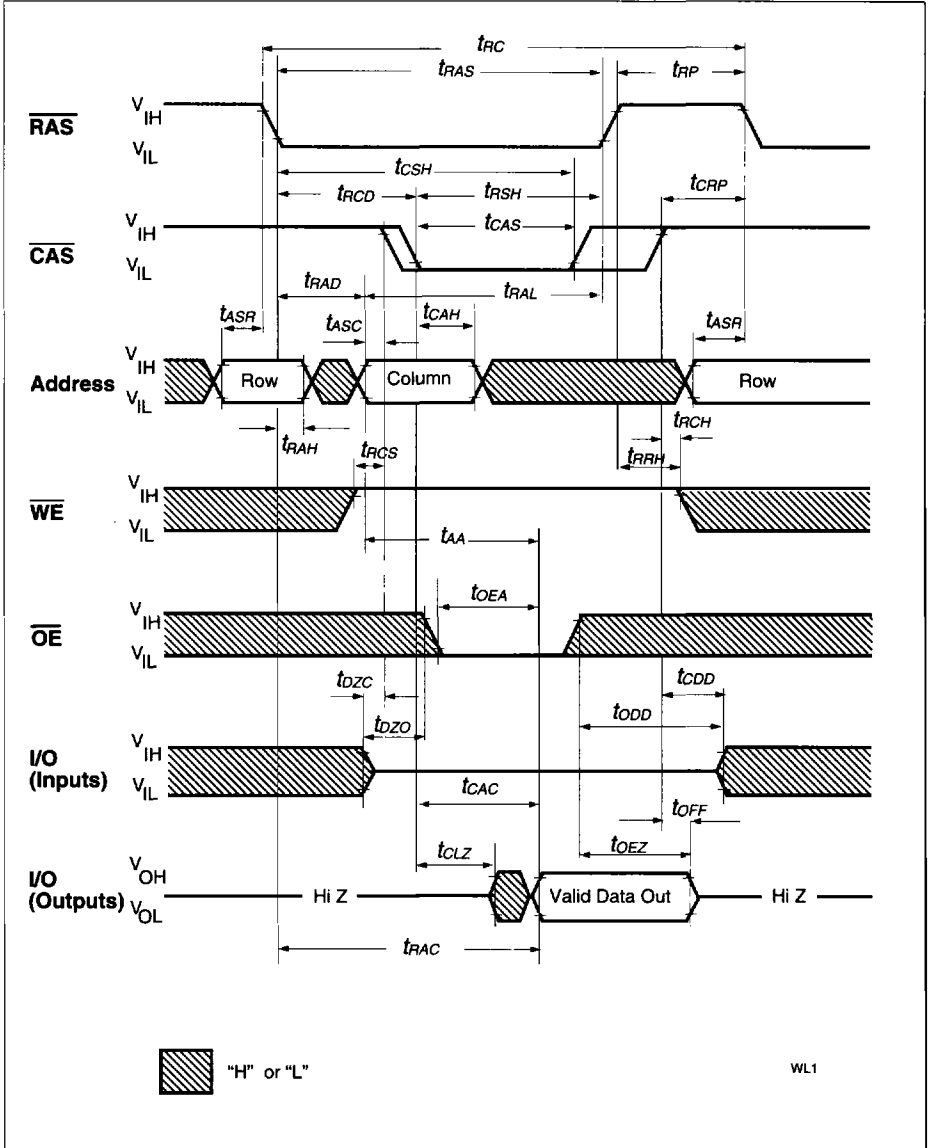 tRC
tRAS
tRP
RAS
VIH
VIL
tCSH
tRCD
tRSH
tCRP
tCAS
CAS
VIH
VIL
tRAD
tRAL
tASR
tASC
tCAH
tASR
Address
VIH
VIL
Row
Column
Row
tRAH
tRCS
tRRH
tRCH
WE
VIH
VIL
tAA
tOEA
OE
VIH
VIL
tDZC
tDZO
tCDD
tODD
I/O
(Inputs)
VIH
VIL
tCAC
tOFF
tCLZ
tOEZ
I/O
(Outputs)
VOH
VOL
Hi Z
Valid Data Out
Hi Z
tRAC
"H" or "L"
WL1